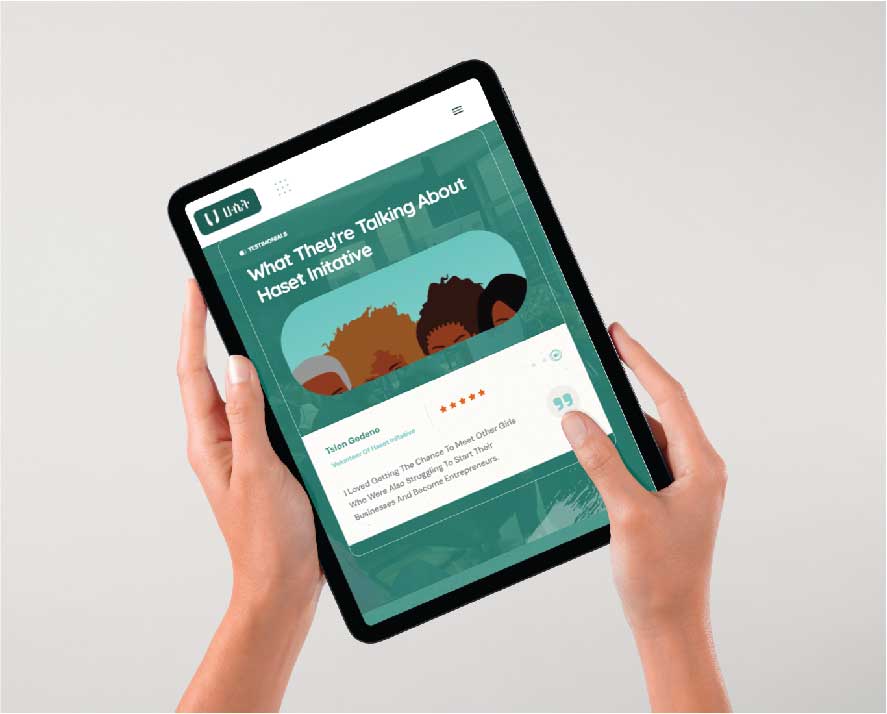 ሀሴት
TESTIMONIALS
What They're Talking About
Haset Initative
Tsion Gedeno
Volunteer Of Haset Initiative
I Loved Getting The Chance To Meet Other Girls
Who Were Also Struggling To Start Their
Businesses And Become Entrepreneurs.